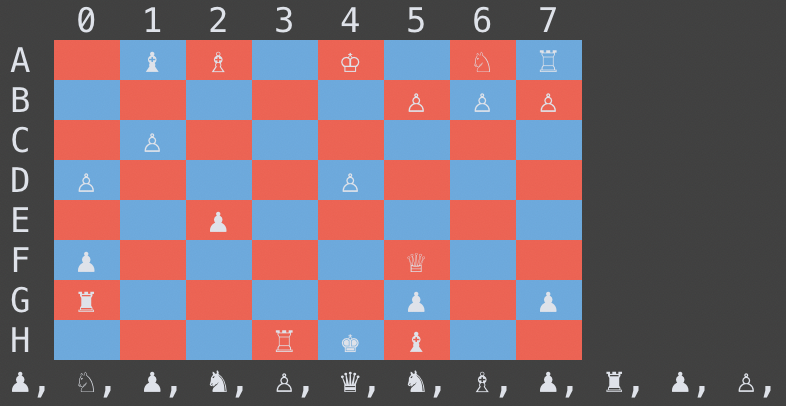 0 1 2 3 4 5 6 7
A ♝ ♗ ♔ ♘ ♖
B ♙ ♙ ♙
C ♙
D ♙ ♙
E ♟
F ♟ ♕
G ♜ ♟ ♟
H ♖ ♚ ♝
♟, ♘, ♟, ♞, ♙, ♛, ♞, ♗, ♟, ♜, ♟, ♙,